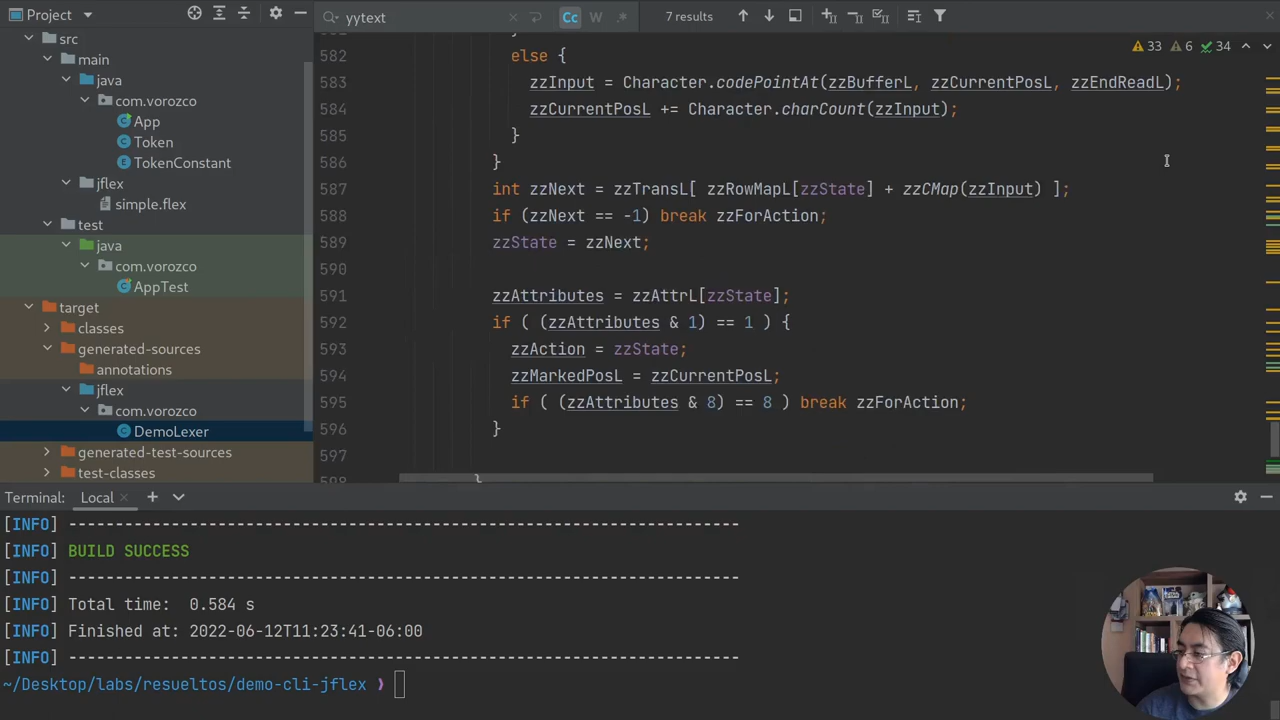 Project
yytext
Cc
W
.*
7 results
src
main
java
com.vorozco
App
Token
TokenConstant
jflex
simple.flex
test
java
com.vorozco
AppTest
target
classes
generated-sources
annotations
jflex
com.vorozco
DemoLexer
generated-test-sources
test-classes
33 6 34
582 else {
583 zzInput = Character.codePointAt(zzBufferL, zzCurrentPosL, zzEndReadL);
584 zzCurrentPosL += Character.charCount(zzInput);
585 }
586 }
587 int zzNext = zzTransL[ zzRowMapL[zzState] + zzCMap(zzInput) ];
588 if (zzNext == -1) break zzForAction;
589 zzState = zzNext;
590
591 zzAttributes = zzAttrL[zzState];
592 if ( (zzAttributes & 1) == 1 ) {
593 zzAction = zzState;
594 zzMarkedPosL = zzCurrentPosL;
595 if ( (zzAttributes & 8) == 8 ) break zzForAction;
596 }
597
Terminal: Local
[INFO] ------------------------------------------------------------------------
[INFO] BUILD SUCCESS
[INFO] ------------------------------------------------------------------------
[INFO] Total time:  0.584 s
[INFO] Finished at: 2022-06-12T11:23:41-06:00
[INFO] ------------------------------------------------------------------------
~/Desktop/labs/resueltos/demo-cli-jflex ❯